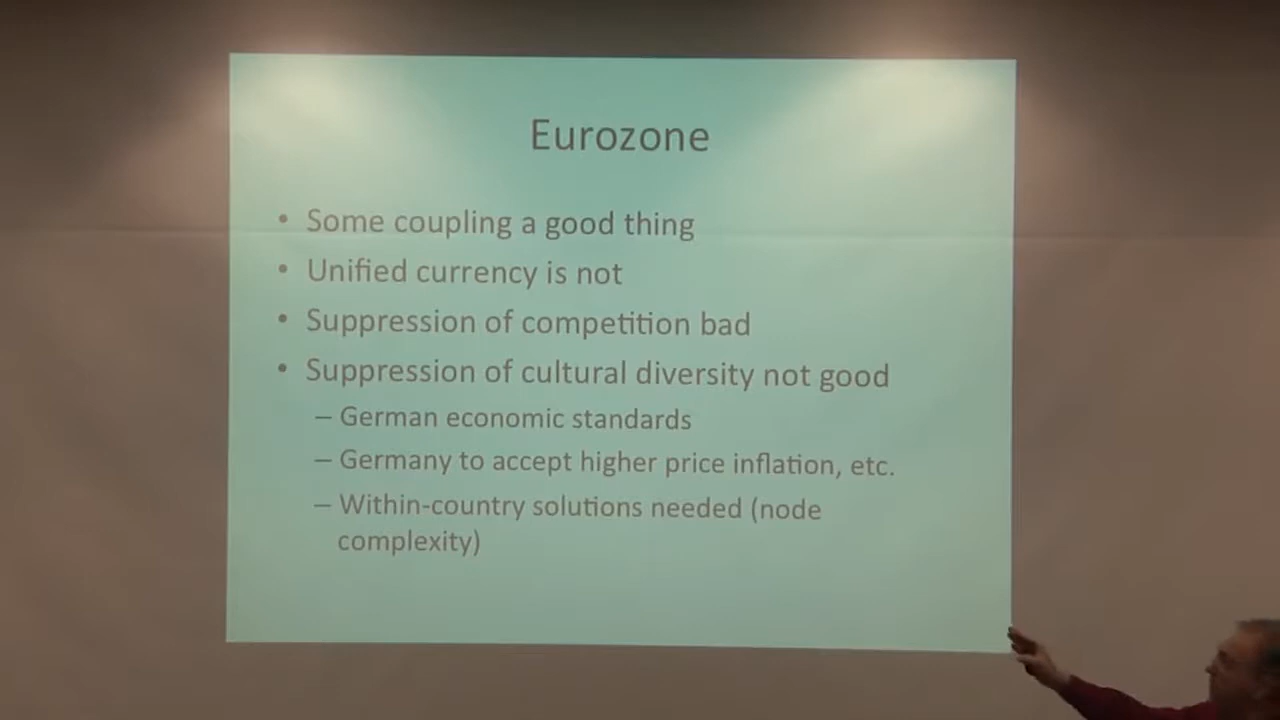 Eurozone
• Some coupling a good thing
• Unified currency is not
• Suppression of competition bad
• Suppression of cultural diversity not good
– German economic standards
– Germany to accept higher price inflation, etc.
– Within-country solutions needed (node
complexity)